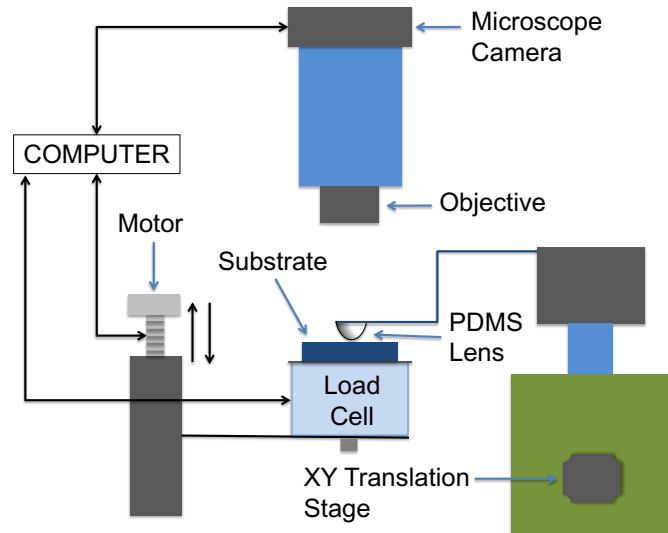 Microscope
Camera
COMPUTER
Objective
Motor
Substrate
PDMS
Lens
Load
Cell
XY Translation
Stage